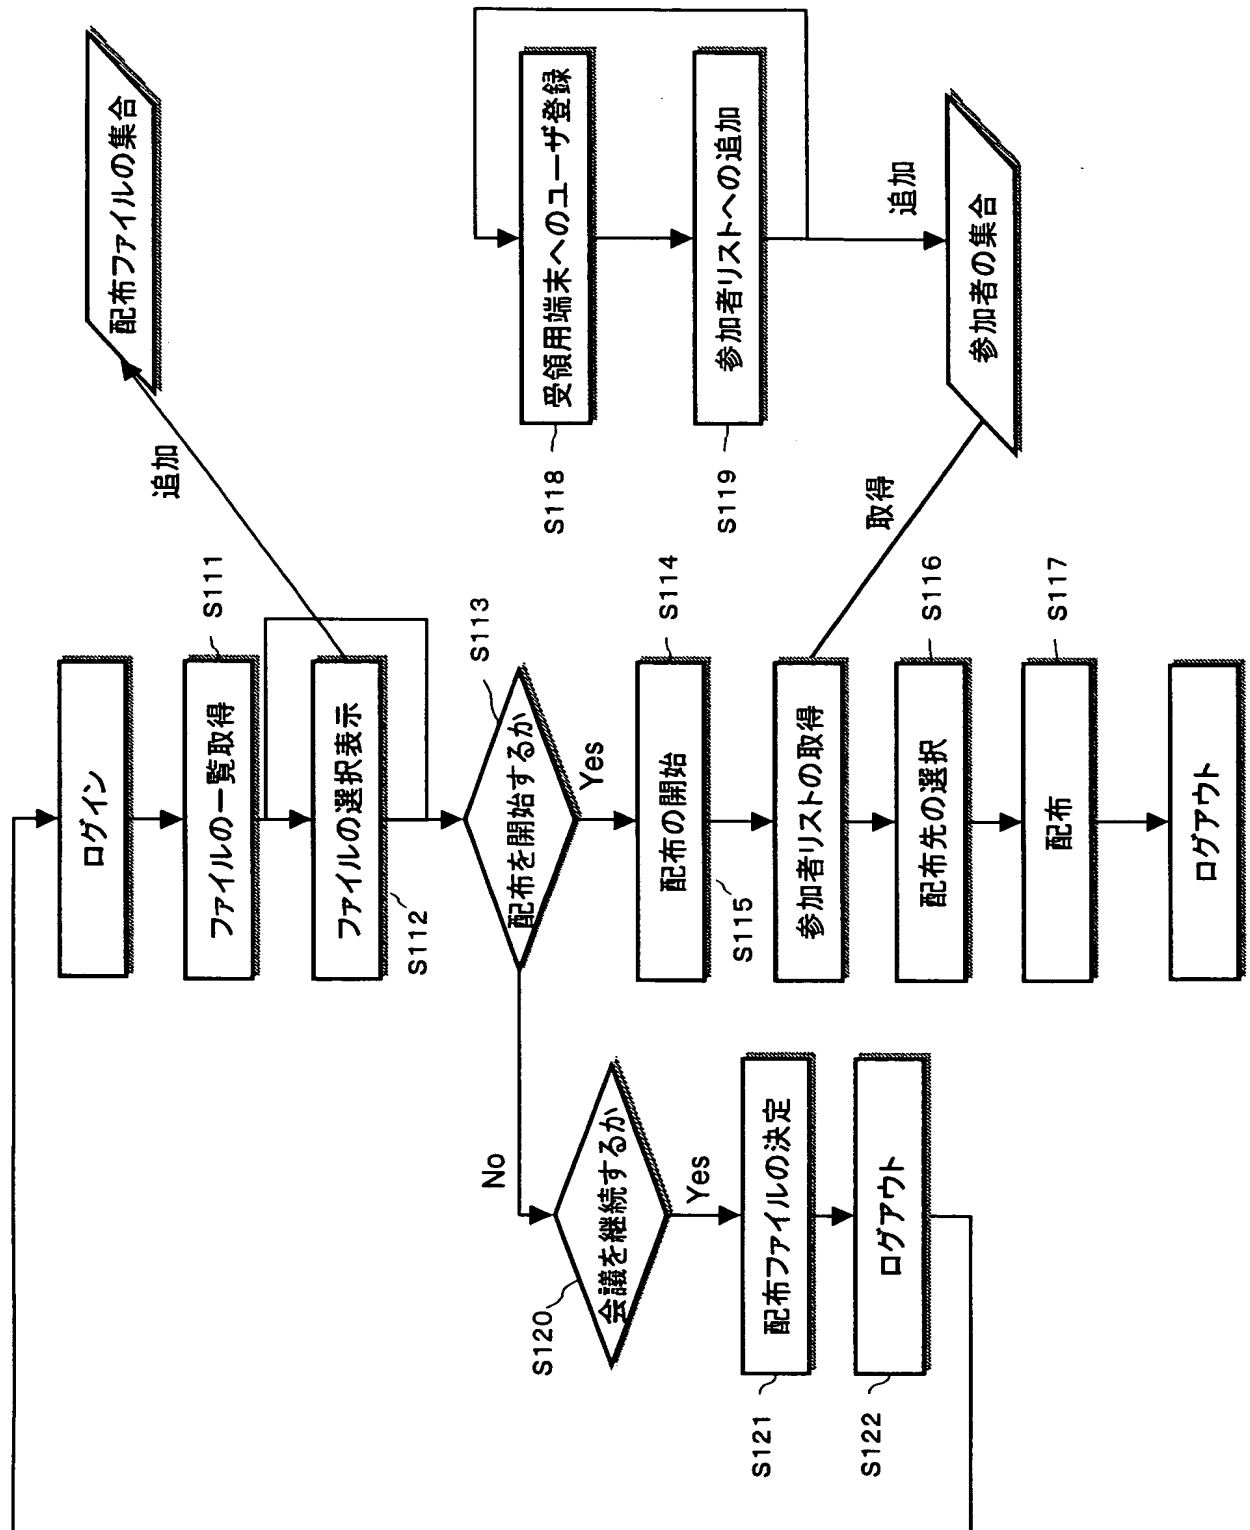 ログイン
ファイルの一覧取得
S111
ファイルの選択表示
S112
追加
配布ファイルの集合
配布を開始するか
S113
Yes
No
配布の開始
S114
参加者リストの取得
S115
取得
配布先の選択
S116
配布
S117
ログアウト
受領用端末へのユーザ登録
S118
参加者リストへの追加
S119
追加
参加者の集合
会議を継続するか
S120
Yes
配布ファイルの決定
S121
ログアウト
S122